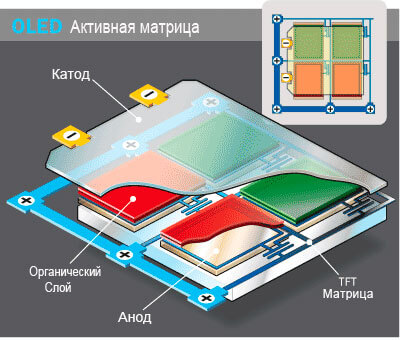 OLED Активная матрица
Катод
Органический
Слой
Анод
TFT
Матрица